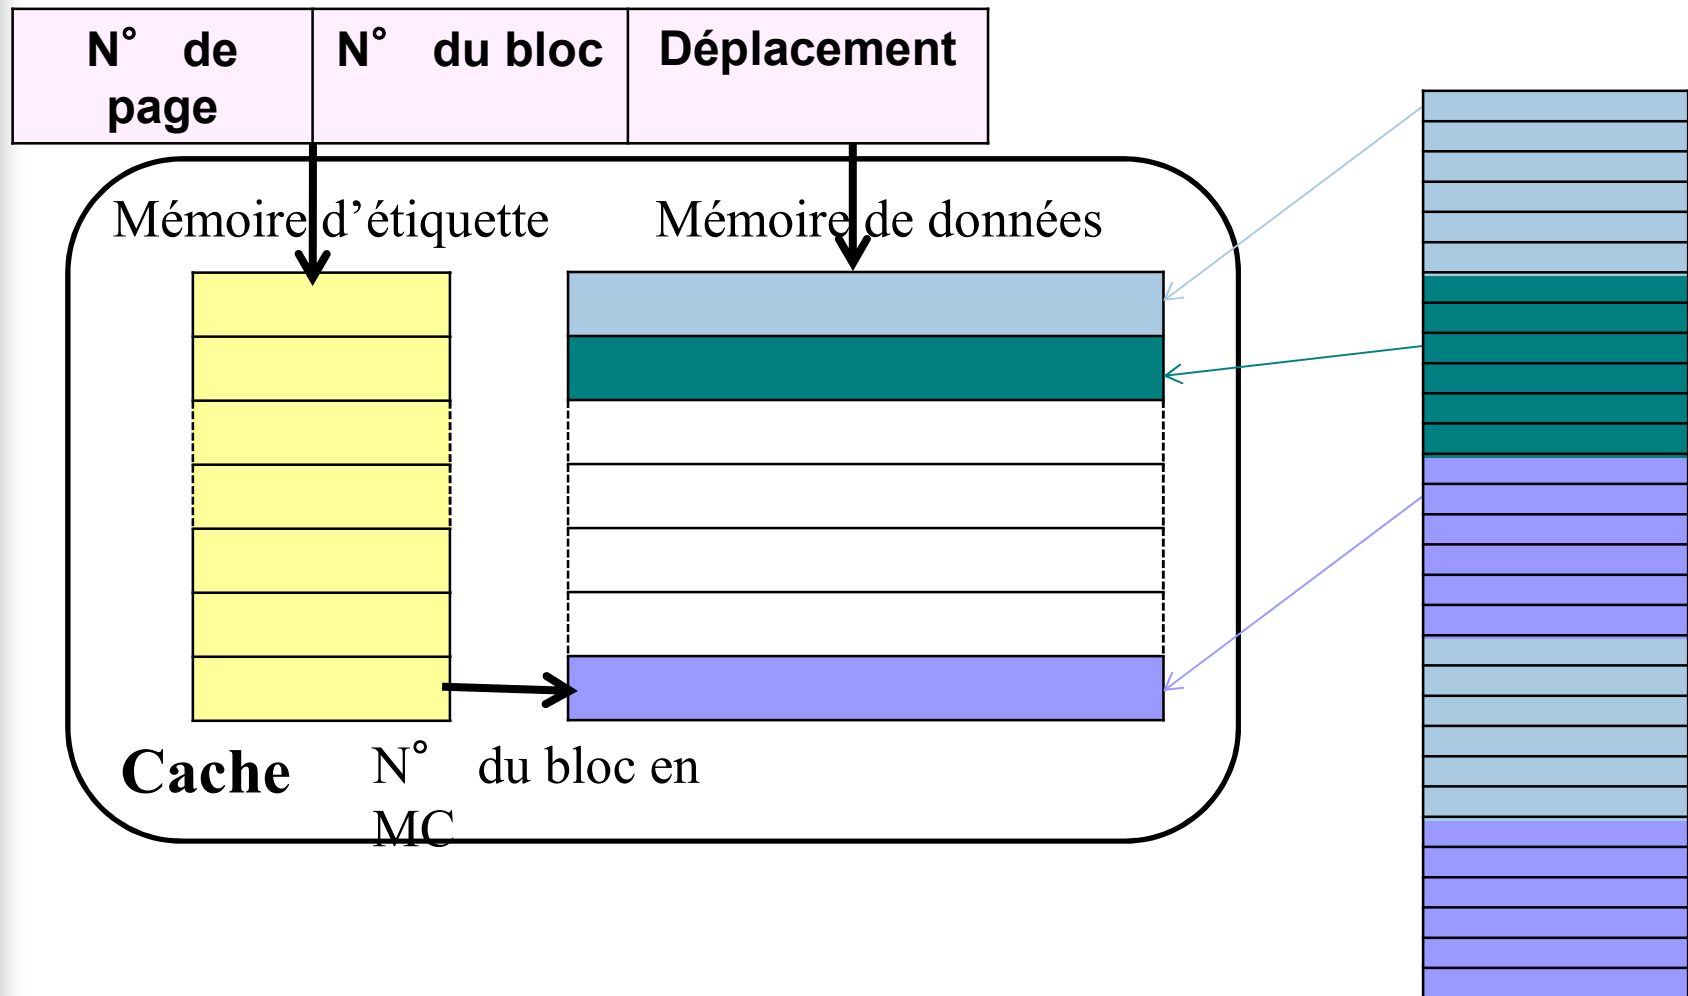 N° de
page
N° du bloc
Déplacement
Mémoire d’étiquette
Mémoire de données
Cache
N° du bloc en
MC